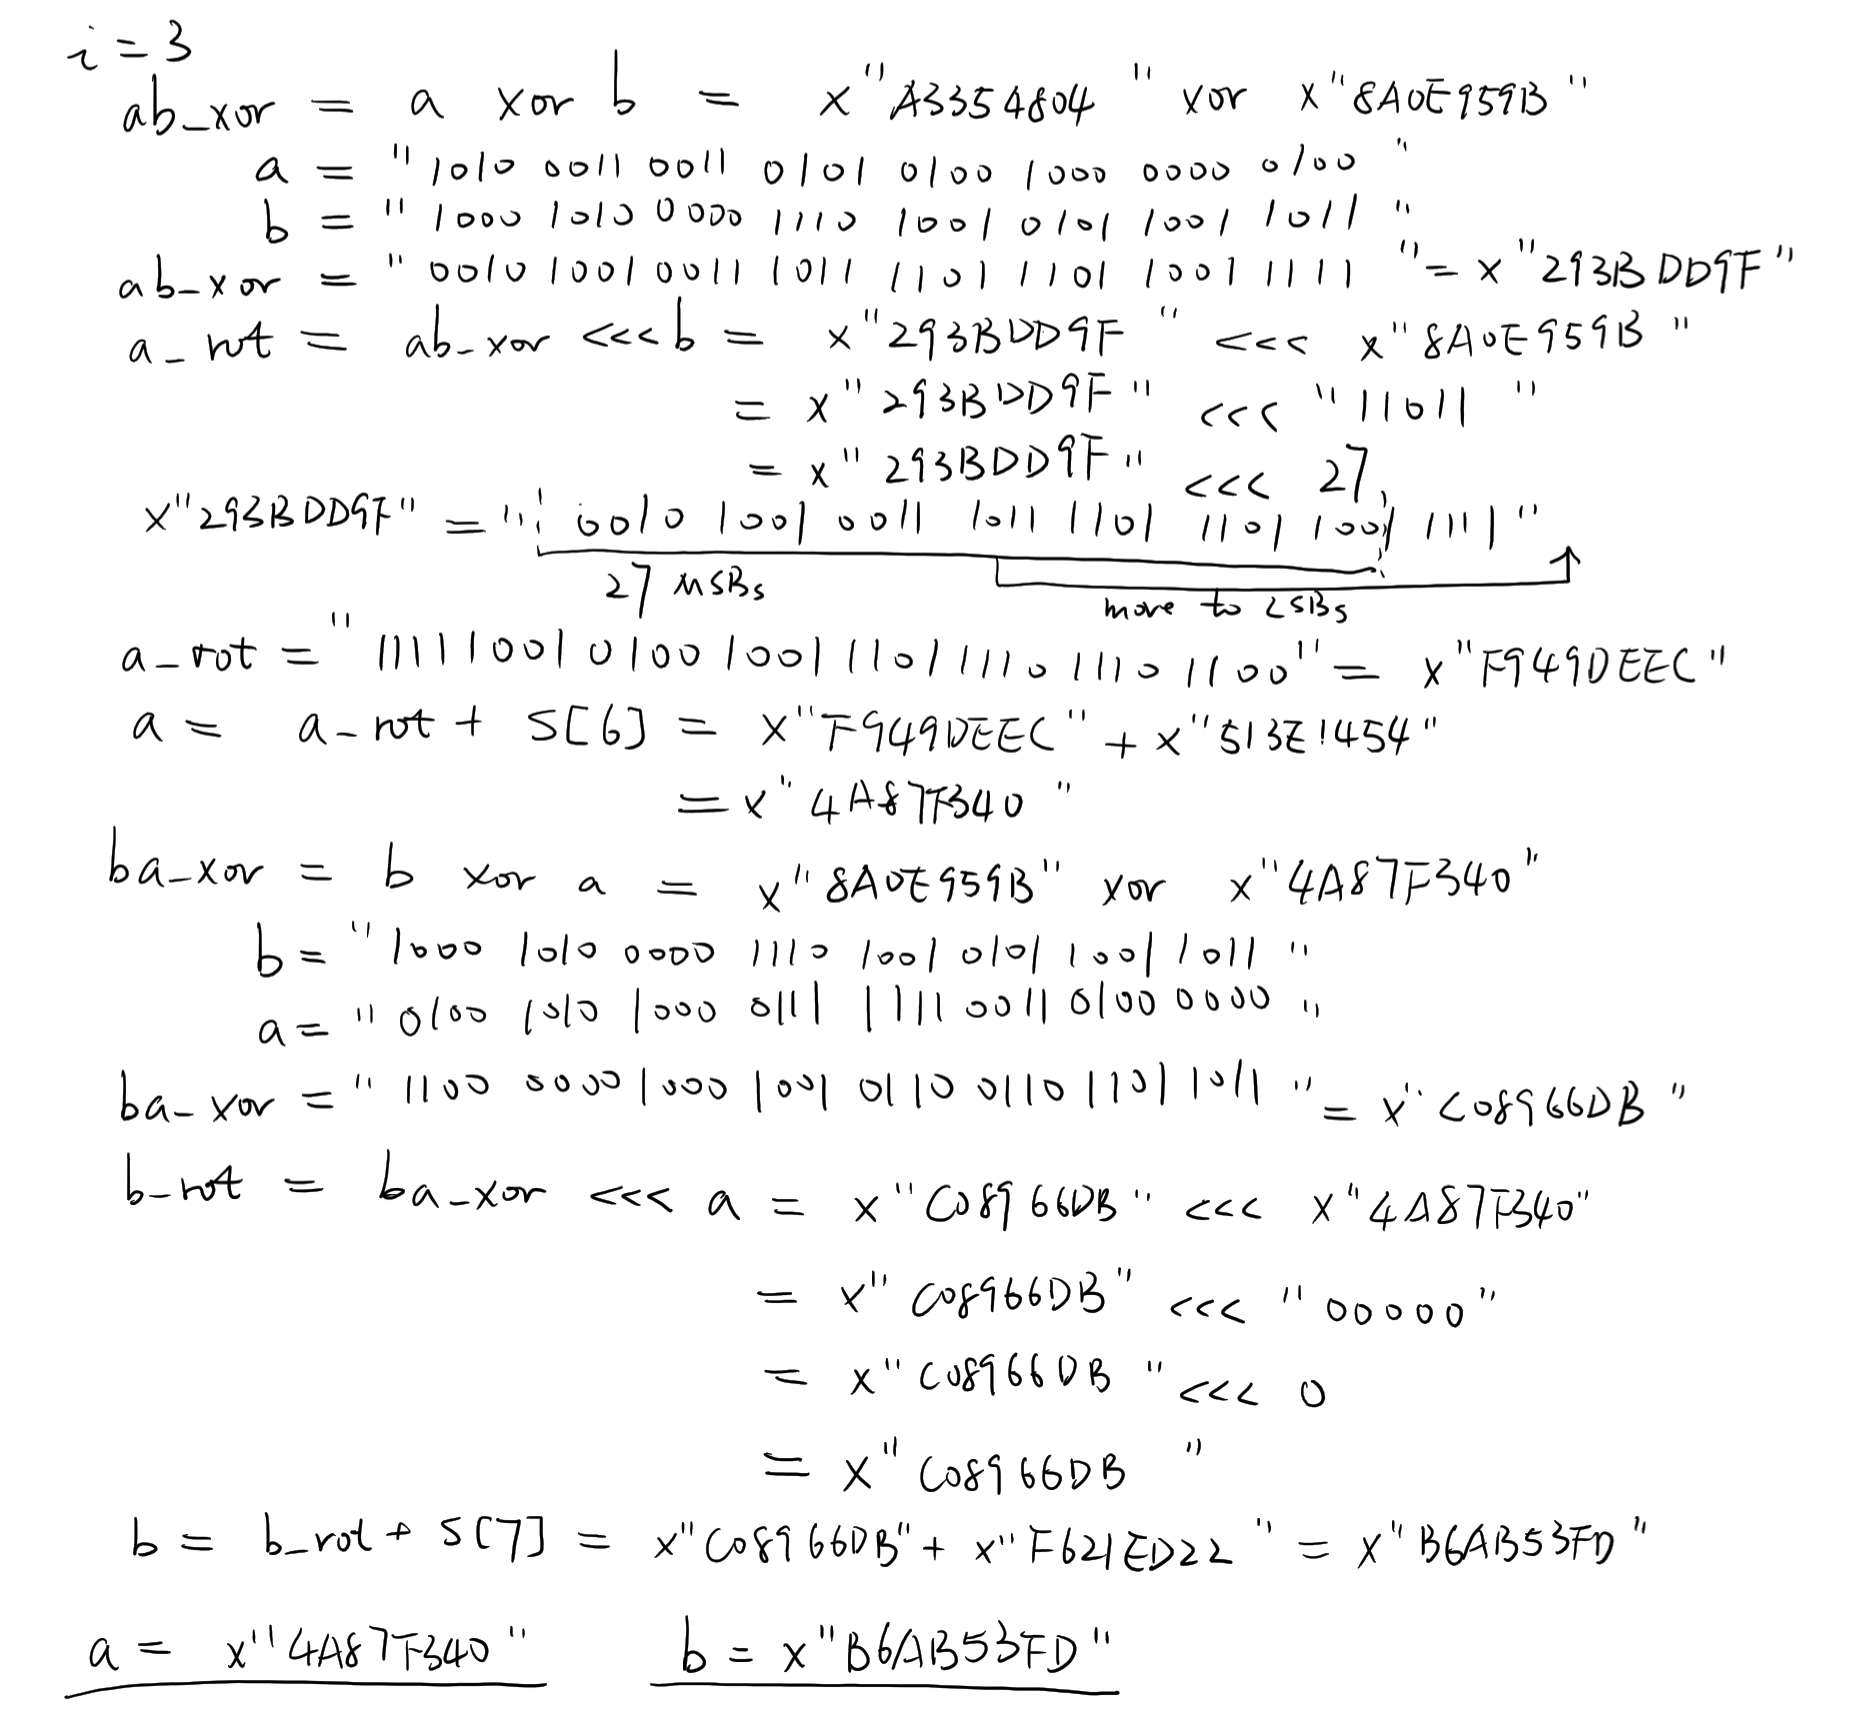 i = 3
ab_xor = a xor b = x"A3354804" xor x"8A0E959B"
a = "1010 0011 0011 0101 0100 1000 0000 0100"
b = "1000 1010 0000 1110 1001 0101 1001 1011"
ab_xor = "0010 1001 0011 1011 1101 1101 1001 1111" = x"293BDD9F"
a_rot = ab_xor <<< b = x"293BDD9F" <<< x"8A0E959B"
= x"293BDD9F" <<< "11011"
= x"293BDD9F" <<< 27
x"293BDD9F" = "0010 1001 0011 1011 1101 1101 1001 1111"
27 MSBs
move to LSBs
a_rot = "1111 1001 0100 1001 1101 1110 1110 1100" = x"F949DEEC"
a = a_rot + S[6] = x"F949DEEC" + x"513E1454"
= x"4A87F340"
ba_xor = b xor a = x"8A0E959B" xor x"4A87F340"
b = "1000 1010 0000 1110 1001 0101 1001 1011"
a = "0100 1010 1000 0111 1111 0011 0100 0000"
ba_xor = "1100 0000 1000 1001 0110 0110 1101 1011" = x"C08966DB"
b_rot = ba_xor <<< a = x"C08966DB" <<< x"4A87F340"
= x"C08966DB" <<< "00000"
= x"C08966DB" <<< 0
= x"C08966DB"
b = b_rot + S[7] = x"C08966DB" + x"F621ED22" = x"B6AB53FD"
a = x"4A87F340" b = x"B6AB53FD"